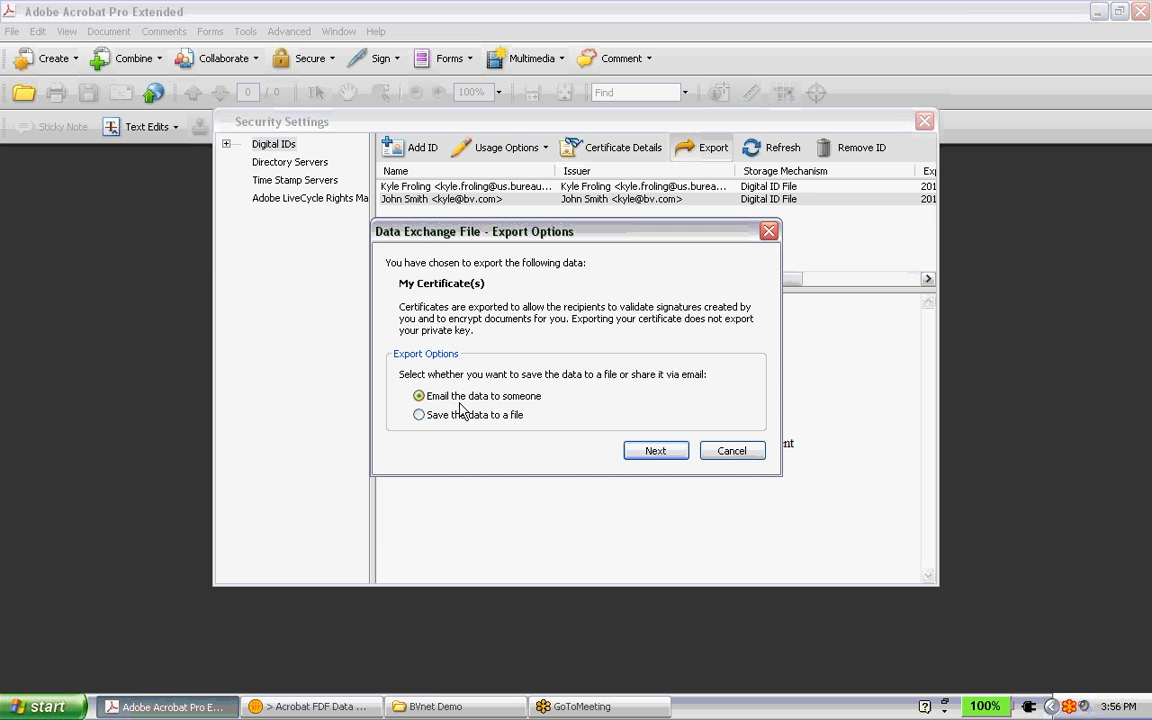 Adobe Acrobat Pro Extended
File Edit View Document Comments Forms Tools Advanced Window Help
Create Combine Collaborate Secure Sign Forms Multimedia Comment
0 / 0 100% Find
Sticky Note Text Edits
Security Settings
Digital IDs
Directory Servers
Time Stamp Servers
Adobe LiveCycle Rights Ma
Add ID Usage Options Certificate Details Export Refresh Remove ID
Name Issuer Storage Mechanism Exp
Kyle Froling <kyle.froling@us.bureau... Kyle Froling <kyle.froling@us.burea... Digital ID File 201
John Smith <kyle@bv.com> John Smith <kyle@bv.com> Digital ID File 201
Data Exchange File - Export Options
You have chosen to export the following data:
My Certificate(s)
Certificates are exported to allow the recipients to validate signatures created by
you and to encrypt documents for you. Exporting your certificate does not export
your private key.
Export Options
Select whether you want to save the data to a file or share it via email:
Email the data to someone
Save the data to a file
Next Cancel
nt
start Adobe Acrobat Pro E... > Acrobat FDF Data ... BVnet Demo GoToMeeting 100% 3:56 PM